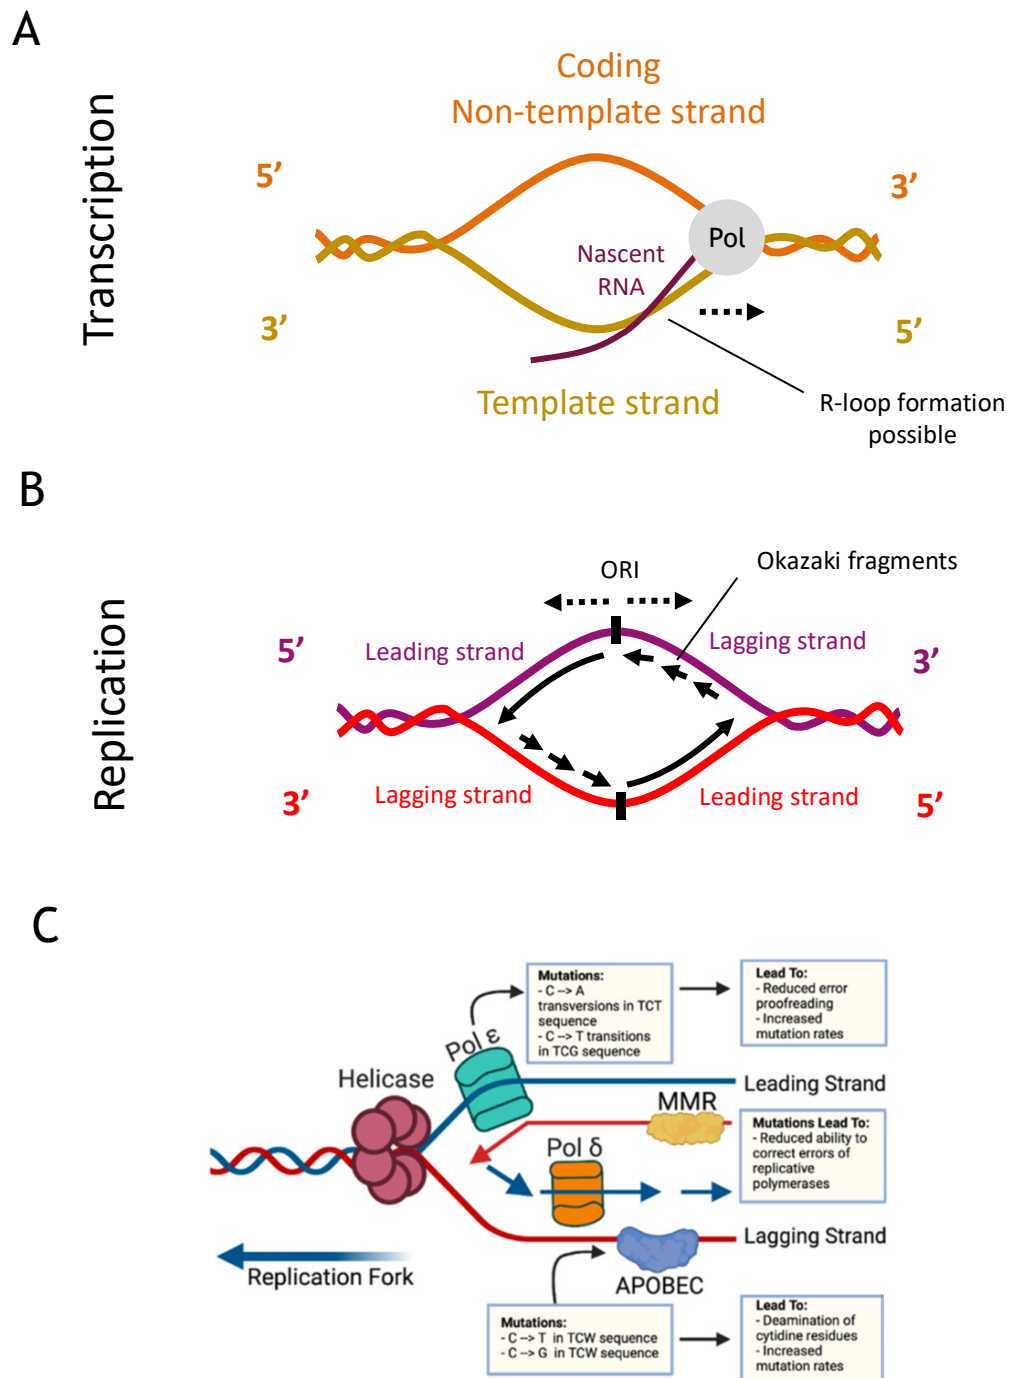 A
Transcription
Coding
Non-template strand
5’
3’
Pol
Nascent
RNA
3’
5’
Template strand
R-loop formation
possible
B
Replication
ORI
Okazaki fragments
5’
Leading strand
Lagging strand
3’
3’
Lagging strand
Leading strand
5’
C
Mutations:
- C --> A
transversions in TCT
sequence
- C --> T transitions
in TCG sequence
Lead To:
- Reduced error
proofreading
- Increased
mutation rates
Pol ε
Helicase
Leading Strand
MMR
Mutations Lead To:
- Reduced ability to
correct errors of
replicative
polymerases
Pol δ
Lagging Strand
Replication Fork
APOBEC
Mutations:
- C --> T in TCW sequence
- C --> G in TCW sequence
Lead To:
- Deamination of
cytidine residues
- Increased
mutation rates